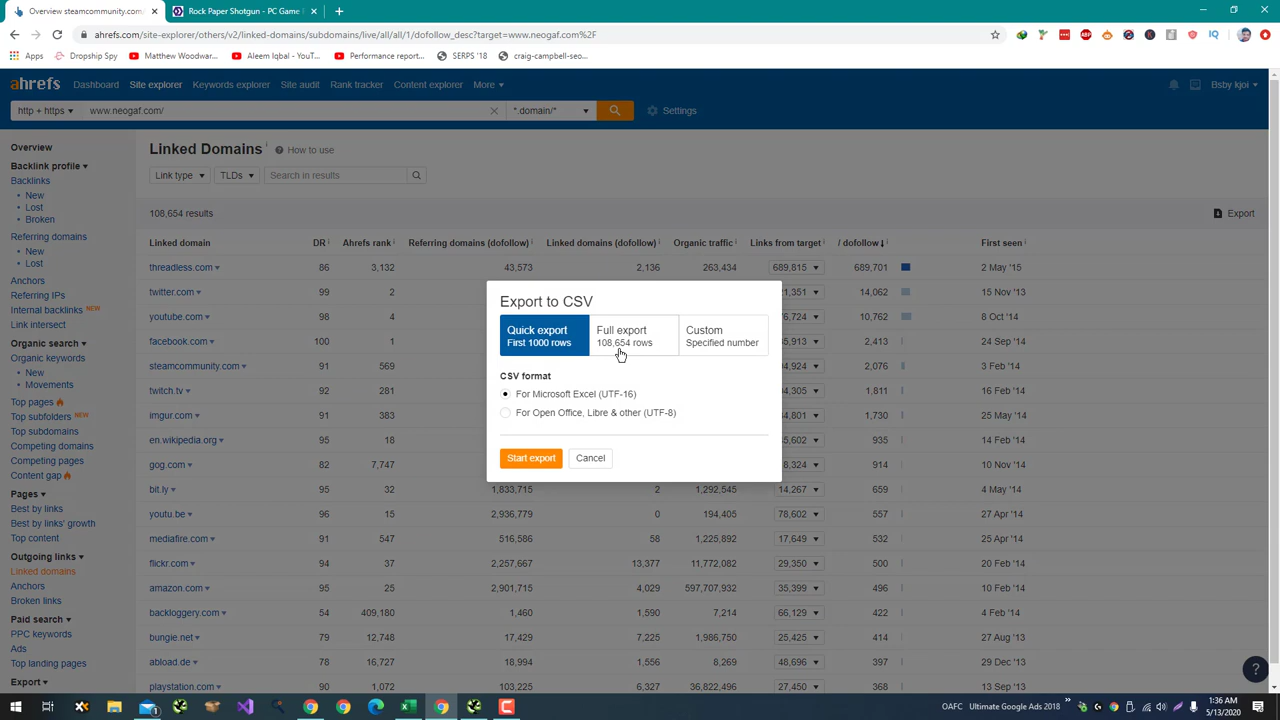 Overview steamcommunity.com,
Rock Paper Shotgun - PC Game
ahrefs.com/site-explorer/others/v2/linked-domains/subdomains/live/all/all/1/dofollow_desc?target=www.neogaf.com%2F
Apps
Dropship Spy
Matthew Woodwar...
Aleem Iqbal - YouT...
Performance report...
SERPS '18
craig-campbell-seo...
ahrefs Dashboard Site explorer Keywords explorer Site audit Rank tracker Content explorer More Bsby kjoi
http + https www.neogaf.com/ *.domain/* Settings
Overview
Backlink profile
Backlinks
New
Lost
Broken
Referring domains
New
Lost
Anchors
Referring IPs
Internal backlinks NEW
Link intersect
Organic search
Organic keywords
New
Movements
Top pages
Top subfolders NEW
Top subdomains
Competing domains
Competing pages
Content gap
Pages
Best by links
Best by links' growth
Top content
Outgoing links
Linked domains
Anchors
Broken links
Paid search
PPC keywords
Ads
Top landing pages
Export
Linked Domains How to use
Link type TLDs Search in results
108,654 results Export
Linked domain DR Ahrefs rank Referring domains (dofollow) Linked domains (dofollow) Organic traffic Links from target / dofollow First seen
threadless.com 86 3,132 43,573 2,136 263,434 689,815 689,701 2 May '15
twitter.com 99 2 14,062 15 Nov '13
youtube.com 98 4 10,762 8 Oct '14
facebook.com 100 1 2,894 24 Sep '14
steamcommunity.com 91 569 2,076 3 Feb '14
twitch.tv 92 281 1,811 16 Feb '14
imgur.com 91 383 1,730 25 May '14
en.wikipedia.org 95 18 935 14 Feb '14
gog.com 82 7,747 914 10 Nov '14
bit.ly 95 32 1,833,715 2 1,292,545 14,267 659 4 May '14
youtu.be 96 15 2,936,779 0 194,405 78,602 557 27 Apr '14
mediafire.com 91 547 516,586 58 1,225,892 17,649 532 25 Apr '14
flickr.com 94 37 2,257,667 13,377 11,772,082 29,350 500 20 Feb '14
amazon.com 95 25 2,901,715 4,029 597,707,932 35,399 496 10 Feb '14
backloggery.com 54 409,180 1,460 1,590 7,214 66,129 422 4 Feb '14
bungie.net 79 12,748 17,429 7,225 1,986,750 25,425 414 27 Aug '13
abload.de 78 16,727 18,994 1,556 8,269 48,696 397 29 Dec '13
playstation.com 90 1,072 103,225 6,327 36,822,496 27,450 368 13 Sep '13
Export to CSV
Quick export
First 1000 rows
Full export
108,654 rows
Custom
Specified number
CSV format
For Microsoft Excel (UTF-16)
For Open Office, Libre & other (UTF-8)
Start export Cancel
?
OAFC Ultimate Google Ads 2018
1:36 AM
5/13/2020